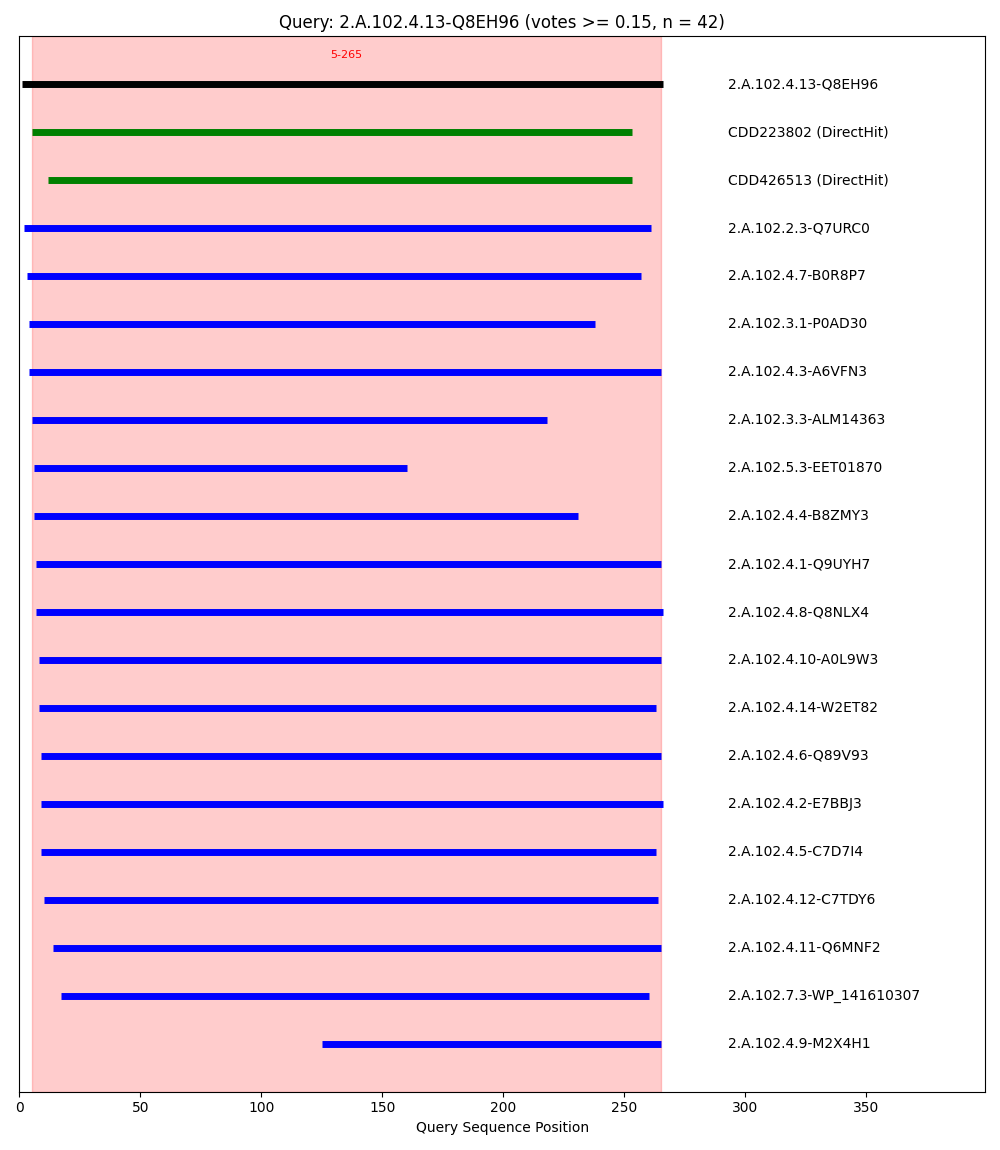 Query: 2.A.102.4.13-Q8EH96 (votes >= 0.15, n = 42)
5-265
2.A.102.4.13-Q8EH96
CDD223802 (DirectHit)
CDD426513 (DirectHit)
2.A.102.2.3-Q7URC0
2.A.102.4.7-B0R8P7
2.A.102.3.1-P0AD30
2.A.102.4.3-A6VFN3
2.A.102.3.3-ALM14363
2.A.102.5.3-EET01870
2.A.102.4.4-B8ZMY3
2.A.102.4.1-Q9UYH7
2.A.102.4.8-Q8NLX4
2.A.102.4.10-A0L9W3
2.A.102.4.14-W2ET82
2.A.102.4.6-Q89V93
2.A.102.4.2-E7BBJ3
2.A.102.4.5-C7D7I4
2.A.102.4.12-C7TDY6
2.A.102.4.11-Q6MNF2
2.A.102.7.3-WP_141610307
2.A.102.4.9-M2X4H1
0 50 100 150 200 250 300 350
Query Sequence Position